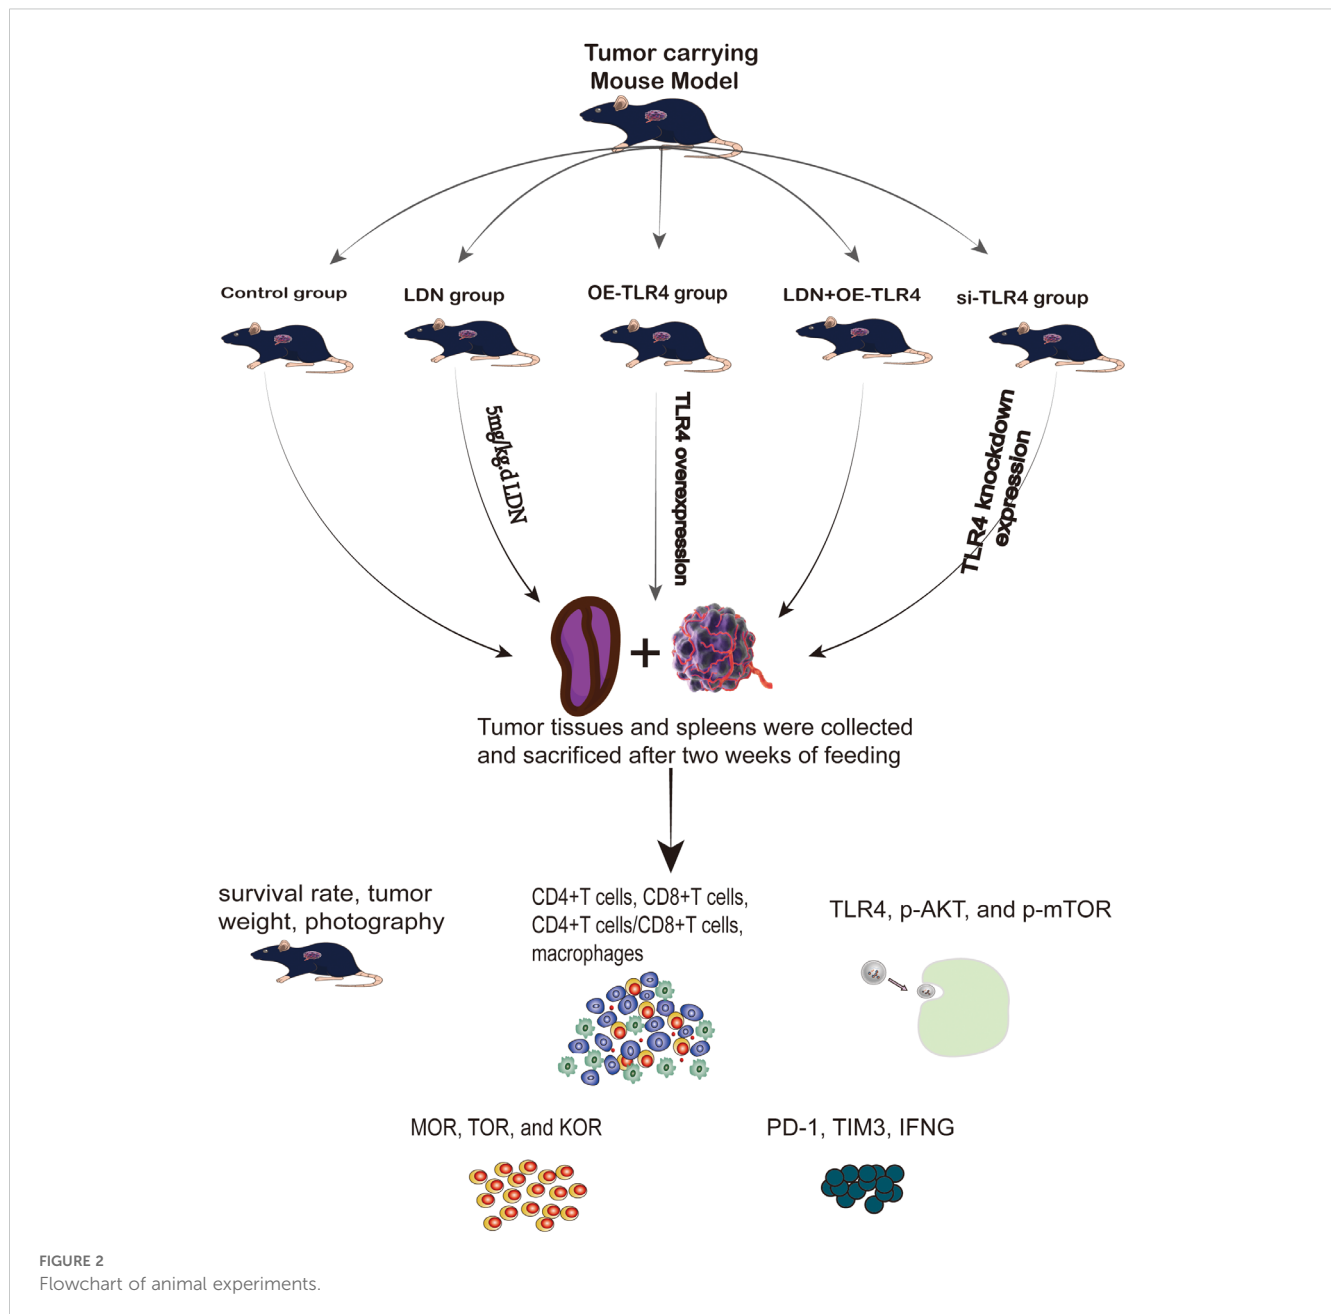 Tumor carrying
Mouse Model
Control group
LDN group
OE-TLR4 group
LDN+OE-TLR4
si-TLR4 group
5mg/kg.d LDN
TLR4 overexpression
TLR4 knockdown
expression
+
Tumor tissues and spleens were collected
and sacrificed after two weeks of feeding
survival rate, tumor
weight, photography
CD4+T cells, CD8+T cells,
CD4+T cells/CD8+T cells,
macrophages
TLR4, p-AKT, and p-mTOR
MOR, TOR, and KOR
PD-1, TIM3, IFNG
FIGURE 2
Flowchart of animal experiments.